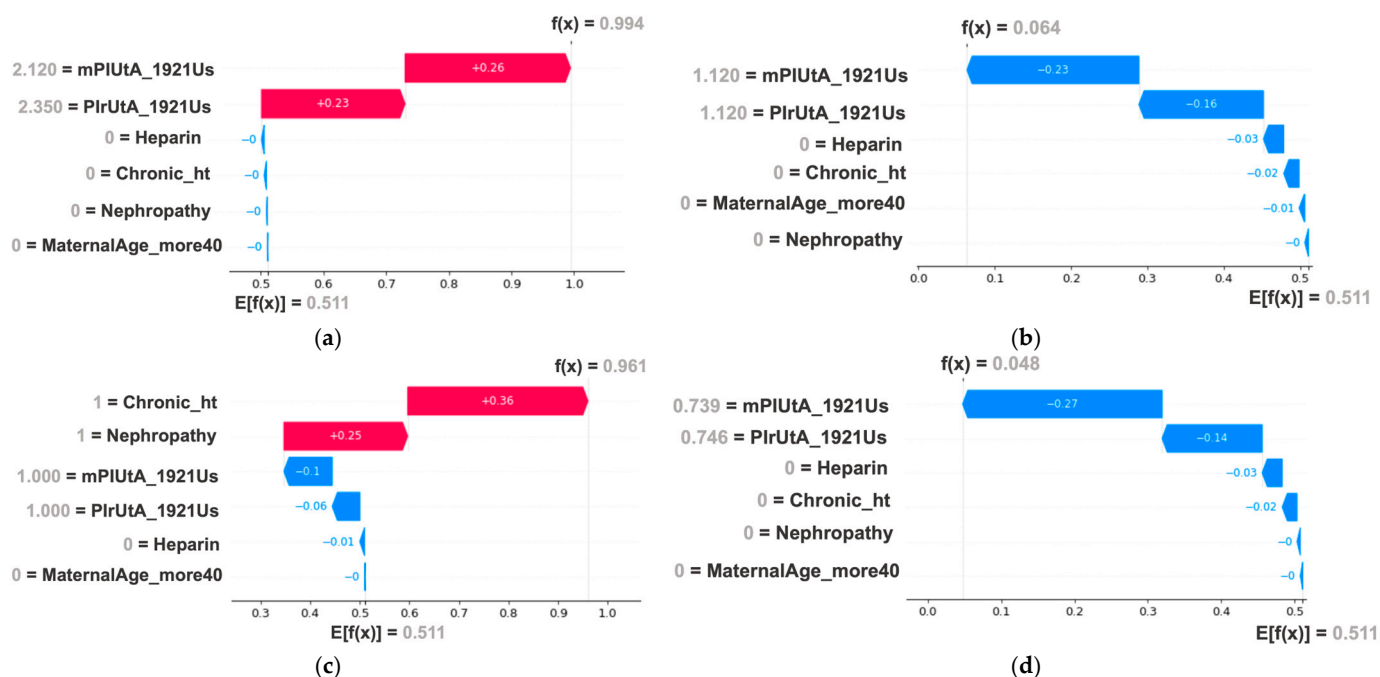 f(x) = 0.994
2.120 = mPIUtA_1921Us
+0.26
2.350 = PIrUtA_1921Us
+0.23
0 = Heparin
−0
0 = Chronic_ht
−0
0 = Nephropathy
−0
0 = MaternalAge_more40
−0
0.5 0.6 0.7 0.8 0.9 1.0
E[f(x)] = 0.511
(a)
f(x) = 0.064
1.120 = mPIUtA_1921Us
−0.23
1.120 = PIrUtA_1921Us
−0.16
0 = Heparin
−0.03
0 = Chronic_ht
−0.02
0 = MaternalAge_more40
−0.01
0 = Nephropathy
−0
0.0 0.1 0.2 0.3 0.4 0.5
E[f(x)] = 0.511
(b)
f(x) = 0.961
1 = Chronic_ht
+0.36
1 = Nephropathy
+0.25
1.000 = mPIUtA_1921Us
−0.1
1.000 = PIrUtA_1921Us
−0.06
0 = Heparin
−0.01
0 = MaternalAge_more40
−0
0.3 0.4 0.5 0.6 0.7 0.8 0.9 1.0
E[f(x)] = 0.511
(c)
f(x) = 0.048
0.739 = mPIUtA_1921Us
−0.27
0.746 = PIrUtA_1921Us
−0.14
0 = Heparin
−0.03
0 = Chronic_ht
−0.02
0 = Nephropathy
−0
0 = MaternalAge_more40
−0
0.0 0.1 0.2 0.3 0.4 0.5
E[f(x)] = 0.511
(d)